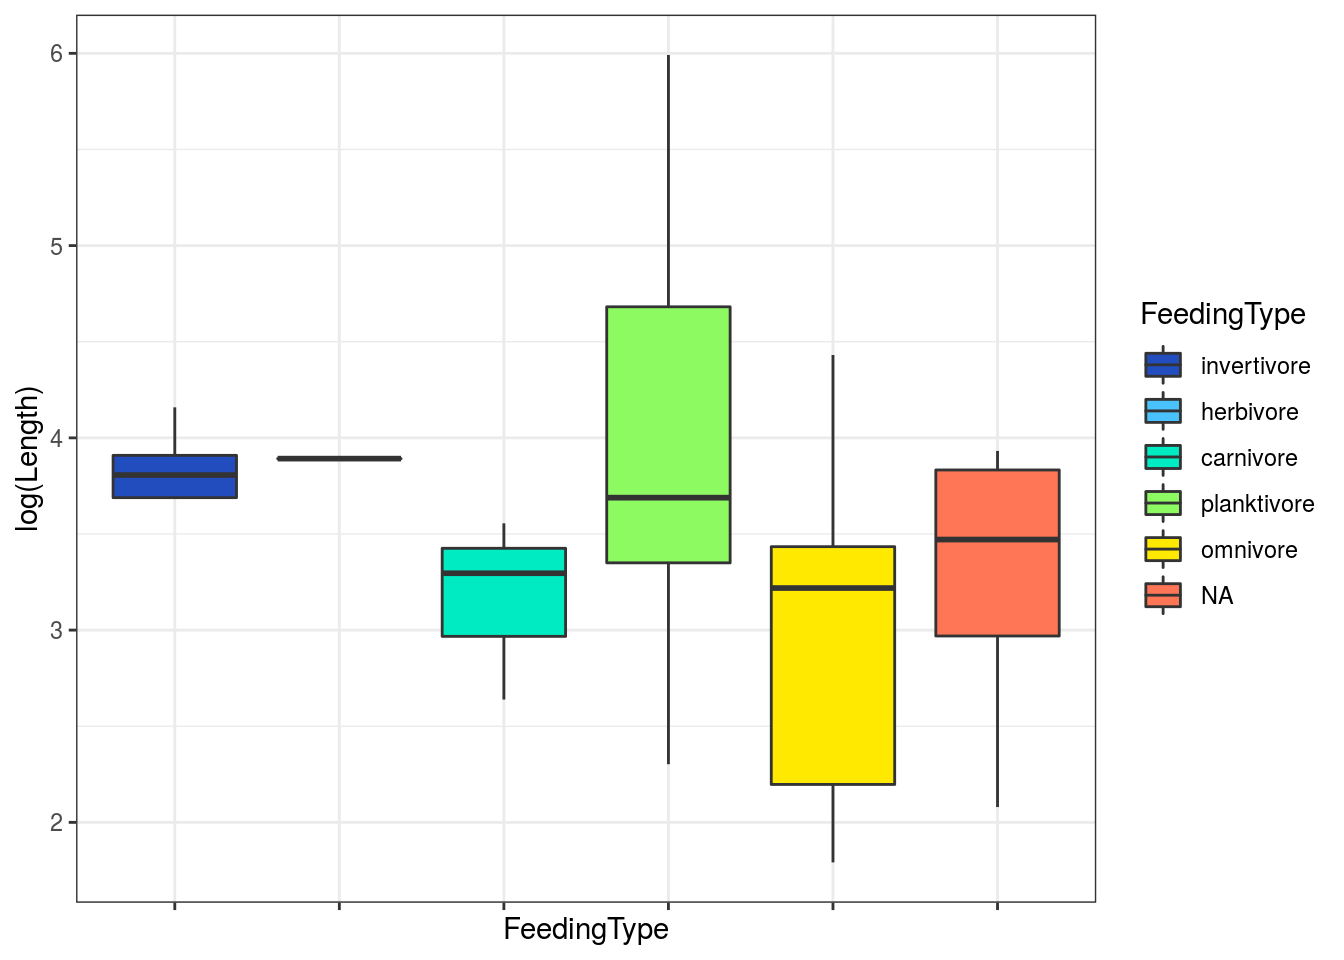 6
5
4
3
2
log(Length)
FeedingType
FeedingType
invertivore
herbivore
carnivore
planktivore
omnivore
NA